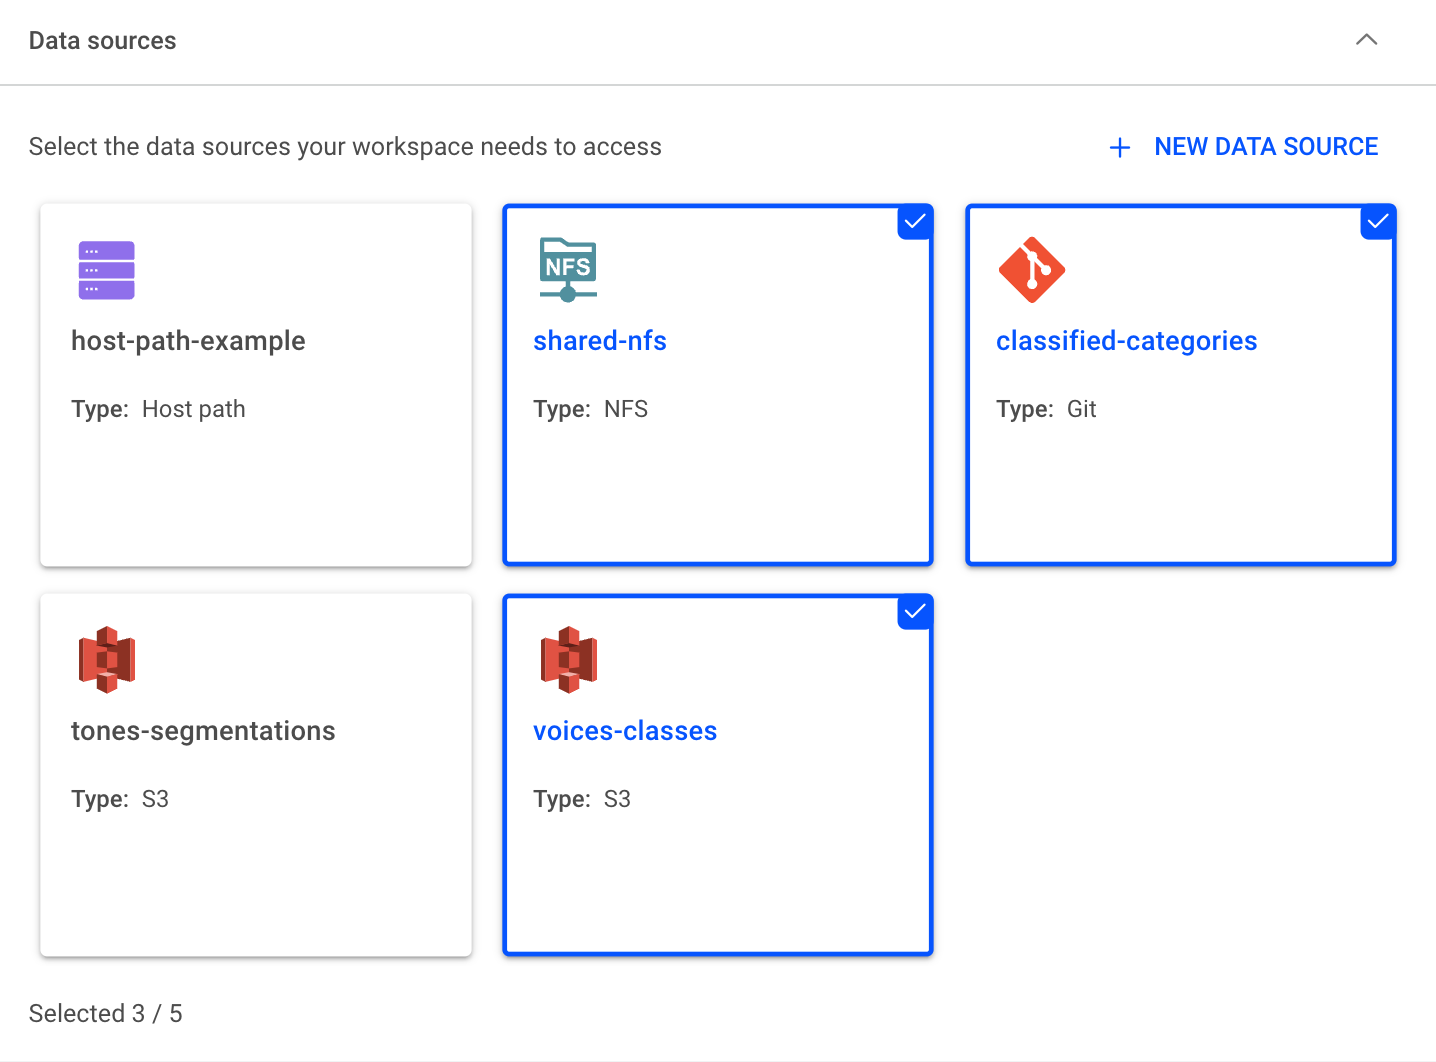 Data sources
Select the data sources your workspace needs to access
NEW DATA SOURCE
host-path-example
Type: Host path
NFS
shared-nfs
Type: NFS
classified-categories
Type: Git
tones-segmentations
Type: S3
voices-classes
Type: S3
Selected 3 / 5